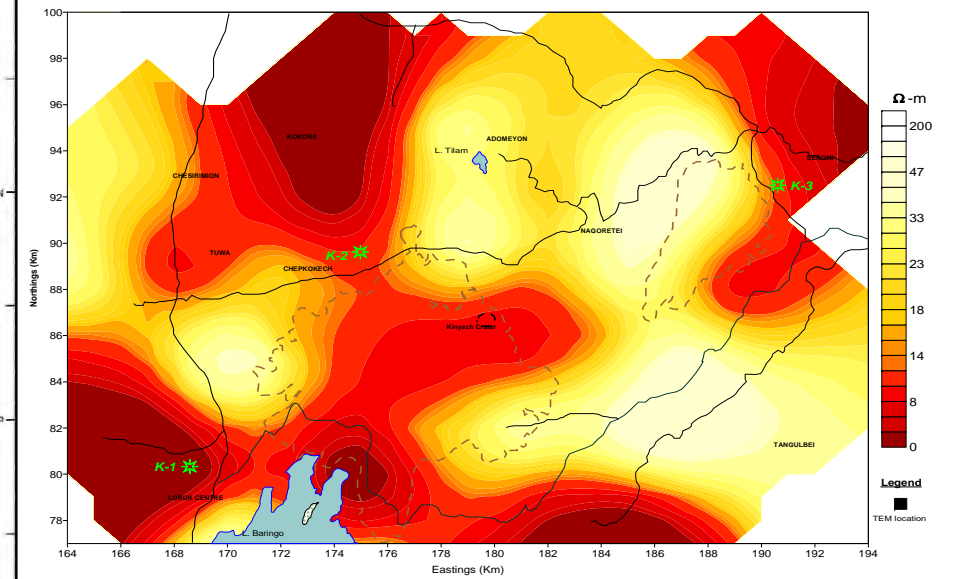 100
98
96
94
92
90
88
86
84
82
80
78
Northings (Km)
164
166
168
170
172
174
176
178
180
182
184
186
188
190
192
194
Eastings (Km)
KOKORE
ADOMEYON
L. Tilam
CHESIRIMION
SERONI
K-3
NAGORETEI
TUWA
K-2
CHEPKOKECH
Kinyach Crater
TANGULBEI
K-1
LORUK CENTRE
L. Baringo
Ω -m
200
47
33
23
18
14
8
0
Legend
TEM location